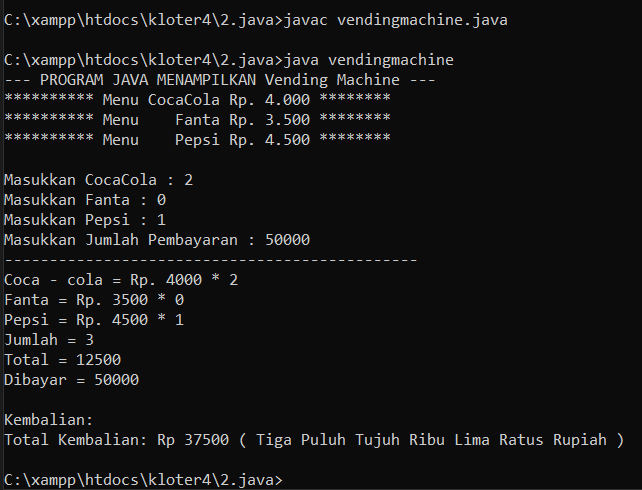 C:\xampp\htdocs\kloter4\2.java>javac vendingmachine.java
C:\xampp\htdocs\kloter4\2.java>java vendingmachine
--- PROGRAM JAVA MENAMPILKAN Vending Machine ---
********** Menu CocaCola Rp. 4.000 ********
********** Menu    Fanta Rp. 3.500 ********
********** Menu    Pepsi Rp. 4.500 ********
Masukkan CocaCola : 2
Masukkan Fanta : 0
Masukkan Pepsi : 1
Masukkan Jumlah Pembayaran : 50000
----------------------------------------------
Coca - cola = Rp. 4000 * 2
Fanta = Rp. 3500 * 0
Pepsi = Rp. 4500 * 1
Jumlah = 3
Total = 12500
Dibayar = 50000
Kembalian:
Total Kembalian: Rp 37500 ( Tiga Puluh Tujuh Ribu Lima Ratus Rupiah )
C:\xampp\htdocs\kloter4\2.java>